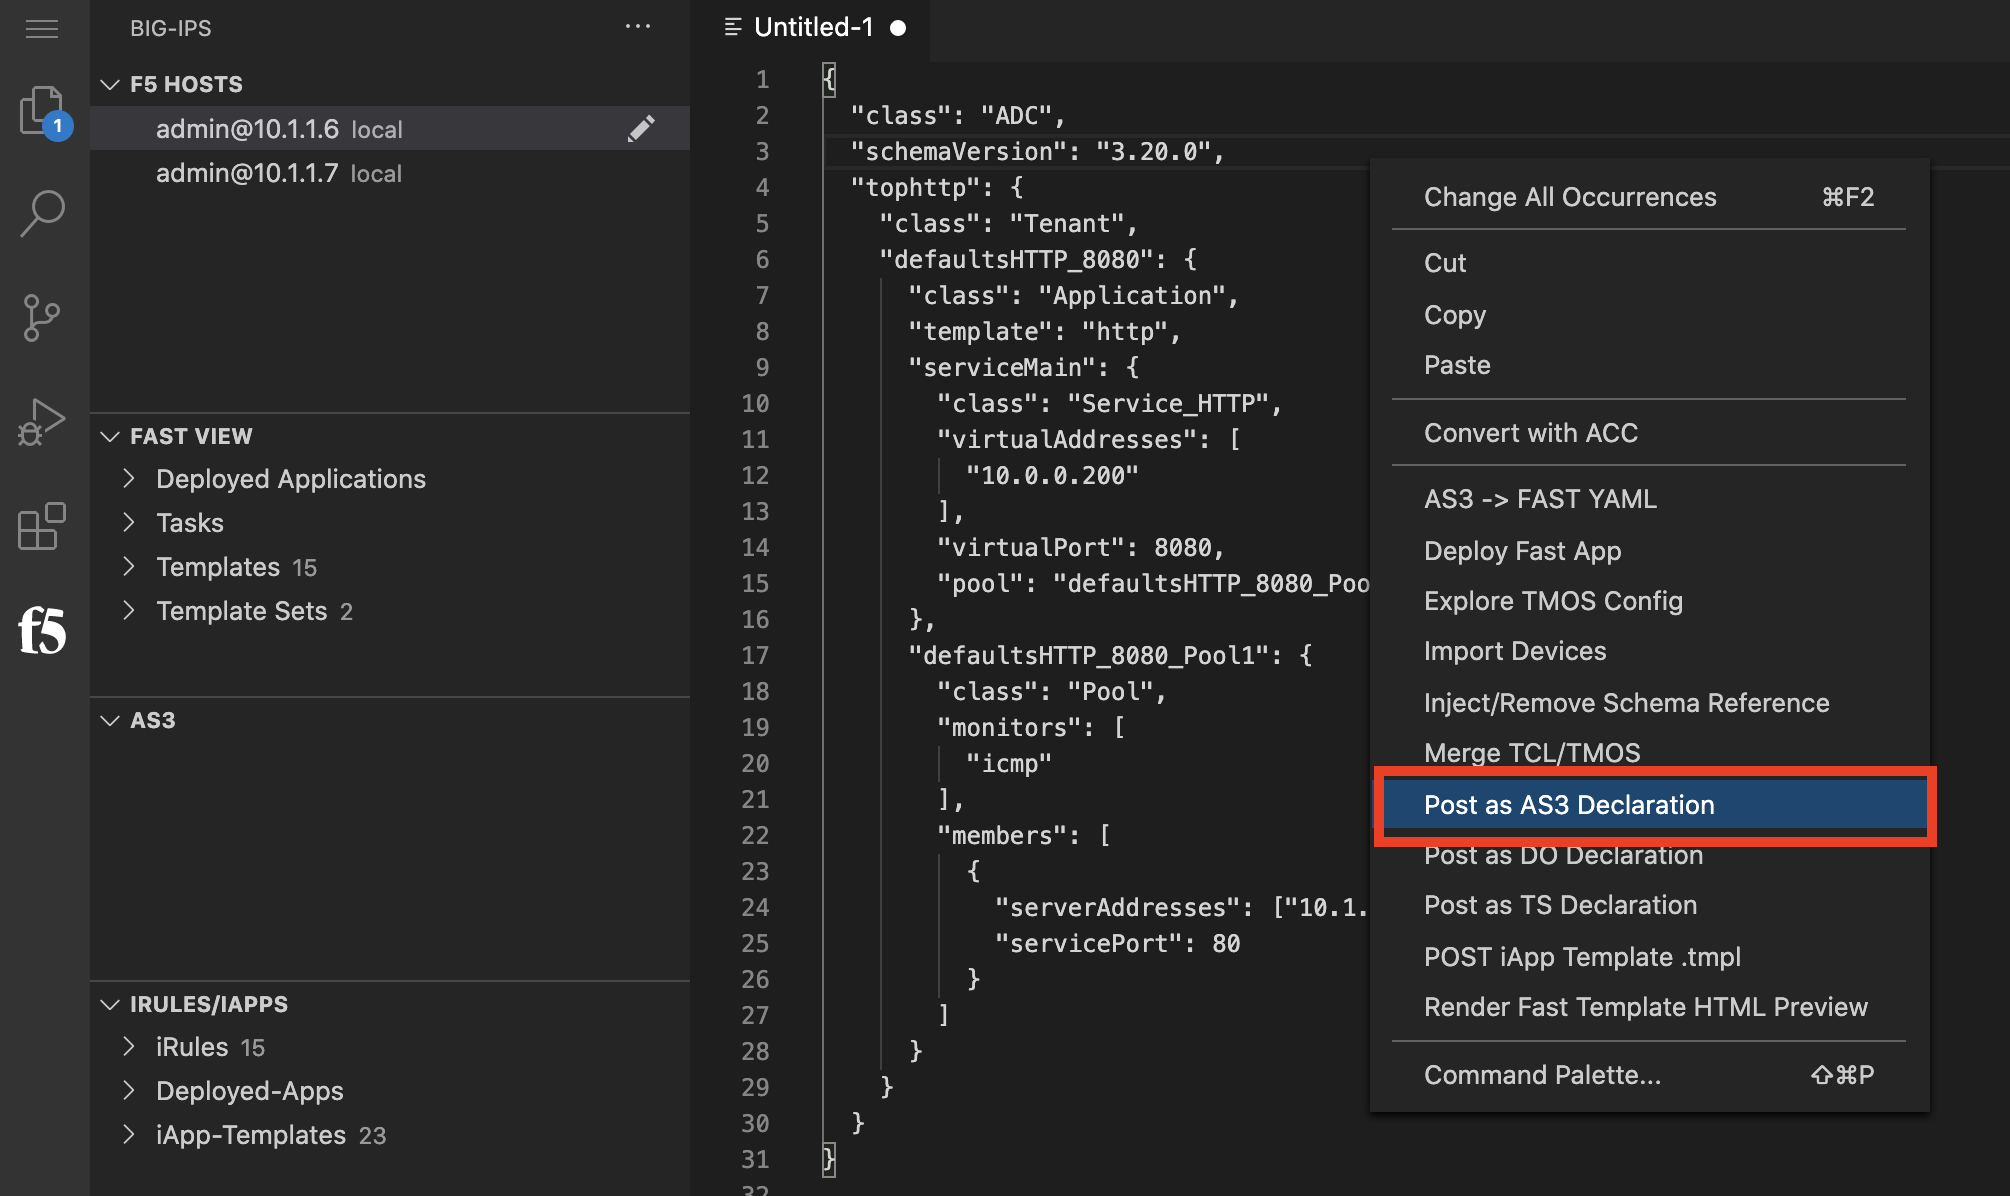 BIG-IPS
···
F5 HOSTS
admin@10.1.1.6 local
admin@10.1.1.7 local
1
FAST VIEW
Deployed Applications
Tasks
Templates 15
Template Sets 2
f5
AS3
IRULES/IAPPS
iRules 15
Deployed-Apps
iApp-Templates 23
Untitled-1
1 {
2 "class": "ADC",
3 "schemaVersion": "3.20.0",
4 "tophttp": {
5 "class": "Tenant",
6 "defaultsHTTP_8080": {
7 "class": "Application",
8 "template": "http",
9 "serviceMain": {
10 "class": "Service_HTTP",
11 "virtualAddresses": [
12 "10.0.0.200"
13 ],
14 "virtualPort": 8080,
15 "pool": "defaultsHTTP_8080_Poo
16 },
17 "defaultsHTTP_8080_Pool1": {
18 "class": "Pool",
19 "monitors": [
20 "icmp"
21 ],
22 "members": [
23 {
24 "serverAddresses": ["10.1.
25 "servicePort": 80
26 }
27 ]
28 }
29 }
30 }
31 }
32
Change All Occurrences ⌘F2
Cut
Copy
Paste
Convert with ACC
AS3 -> FAST YAML
Deploy Fast App
Explore TMOS Config
Import Devices
Inject/Remove Schema Reference
Merge TCL/TMOS
Post as AS3 Declaration
Post as DO Declaration
Post as TS Declaration
POST iApp Template .tmpl
Render Fast Template HTML Preview
Command Palette... ⇧⌘P